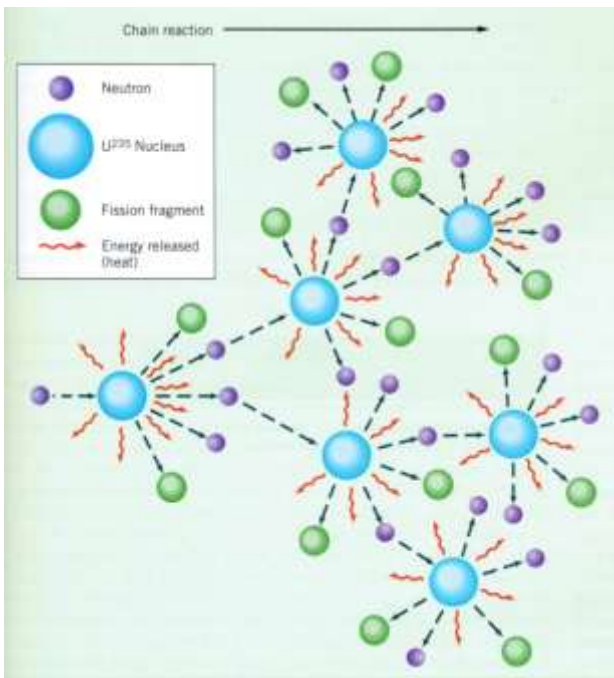 Chain reaction
Neutron
U²³⁵ Nucleus
Fission fragment
Energy released
(heat)